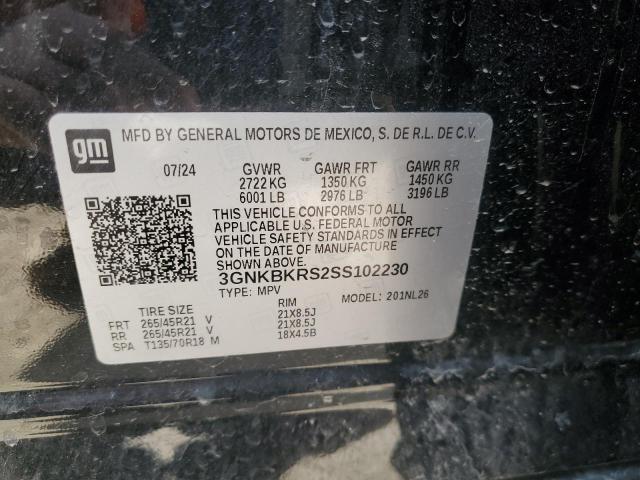 gm MFD BY GENERAL MOTORS DE MEXICO, S. DE R.L. DE C.V.
07/24 GVWR GAWR FRT GAWR RR
2722 KG 1350 KG 1450 KG
6001 LB 2976 LB 3196 LB
THIS VEHICLE CONFORMS TO ALL
APPLICABLE U.S. FEDERAL MOTOR
VEHICLE SAFETY STANDARDS IN EFFECT
ON THE DATE OF MANUFACTURE
SHOWN ABOVE.
3GNKBKRS2SS102230
TYPE: MPV MODEL: 201NL26
TIRE SIZE RIM
FRT 265/45R21 V 21X8.5J
RR 265/45R21 V 21X8.5J
SPA T135/70R18 M 18X4.5B